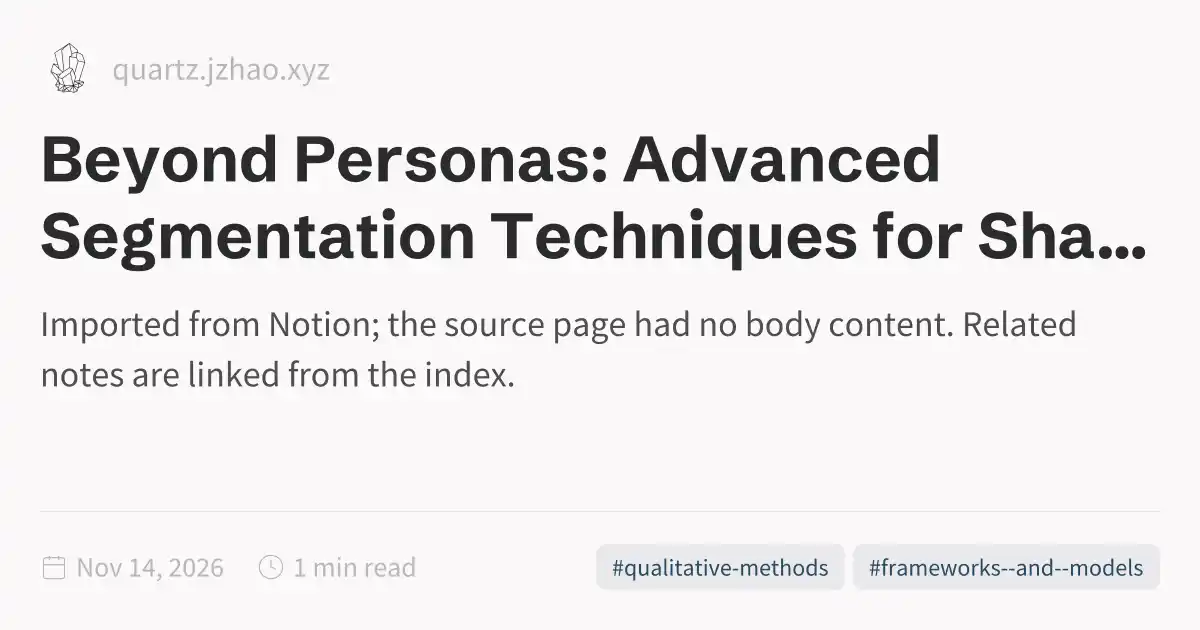 quartz.jzhao.xyz
Beyond Personas: Advanced
Segmentation Techniques for Sha...
Imported from Notion; the source page had no body content. Related
notes are linked from the index.
Nov 14, 2026
1 min read
#qualitative-methods
#frameworks--and--models